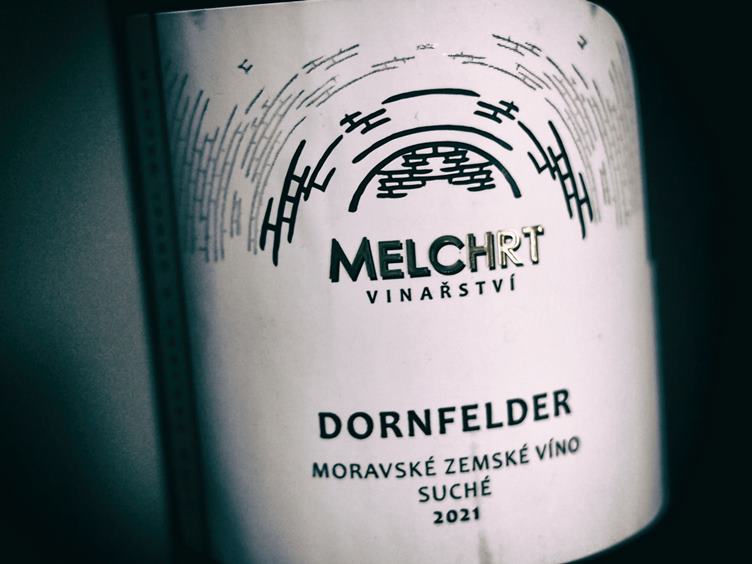 MELCHRT
VINAŘSTVÍ
DORNFELDER
MORAVSKÉ ZEMSKÉ VÍNO
SUCHÉ
2021